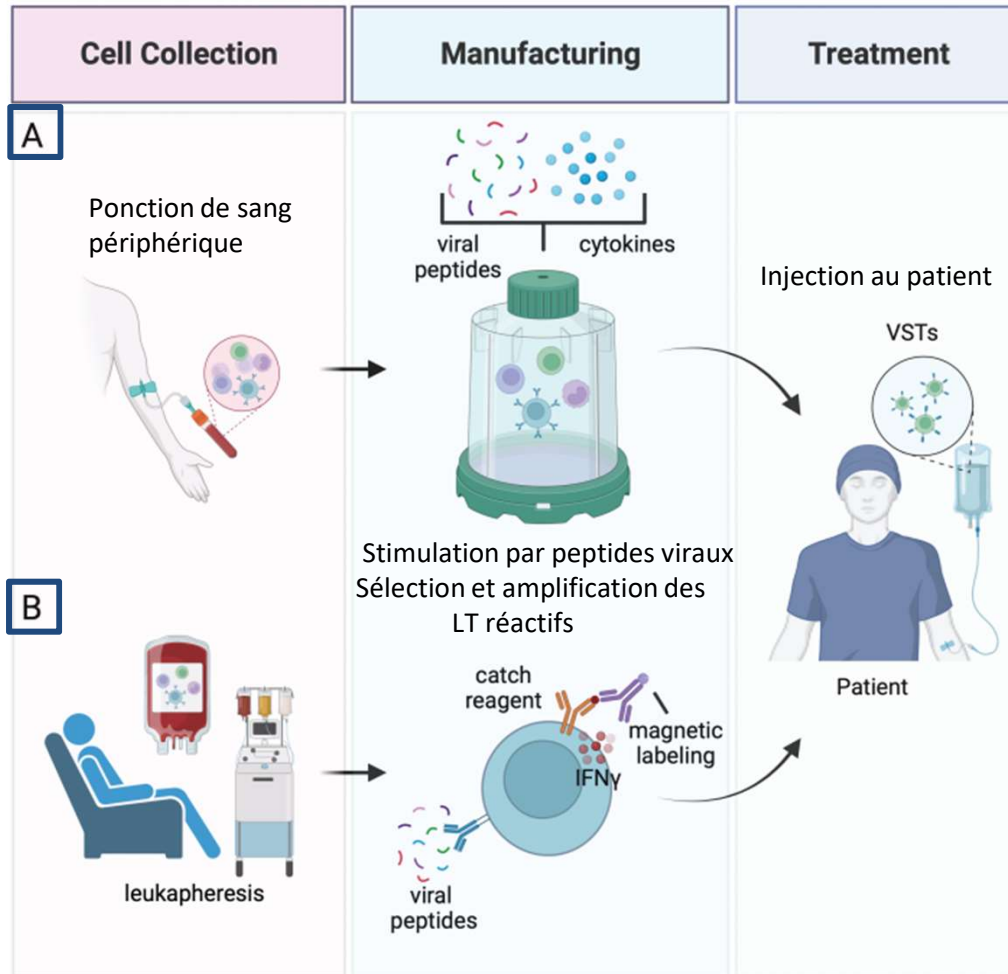 Cell Collection
Manufacturing
Treatment
A
Ponction de sang
périphérique
viral
peptides
cytokines
Stimulation par peptides viraux
Sélection et amplification des
LT réactifs
Injection au patient
VSTs
Patient
B
leukapheresis
catch
reagent
magnetic
labeling
IFNγ
viral
peptides